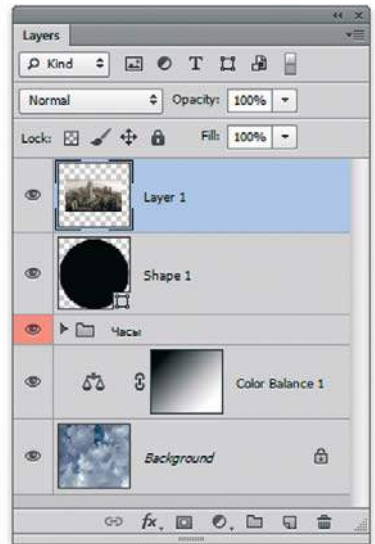 Layers
Kind
Normal Opacity: 100%
Lock: Fill: 100%
Layer 1
Shape 1
Часы
Color Balance 1
Background
fx